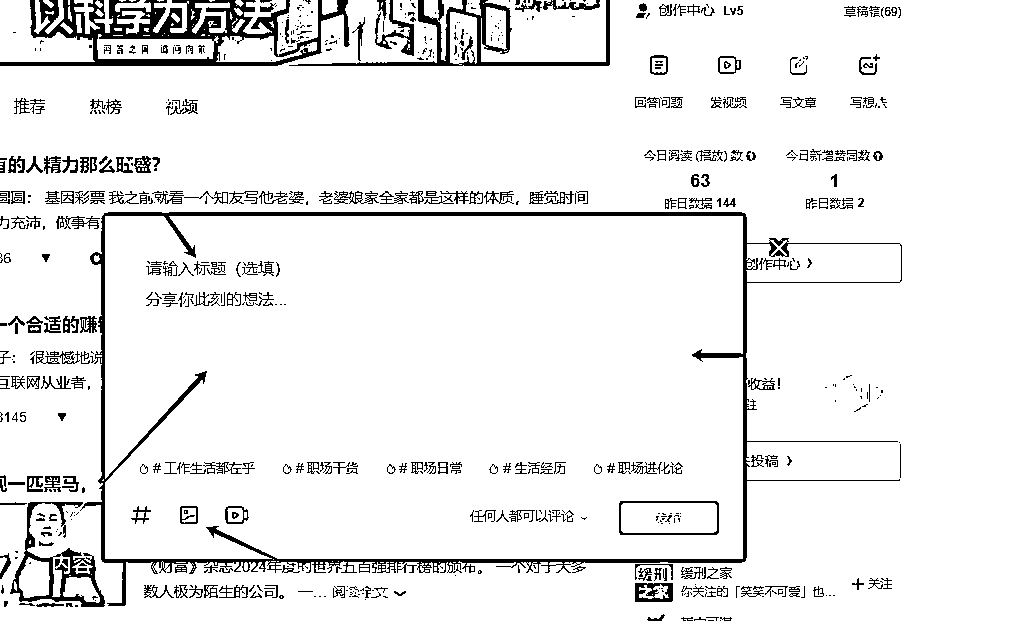 以科学为方法
创作中心 Lv5
草稿箱(69)
回答问题 发视频 写文章 写想法
推荐 热榜 视频
今日阅读 (播放) 数
今日新增赞同数
63
1
昨日数据 144
昨日数据 2
有的人精力那么旺盛?
圆圆: 基因彩票 我之前就看一个知友写他老婆，老婆娘家全家都是这样的体质，睡觉时间
力充沛，做事有
创作中心 >
请输入标题（选填）
分享你此刻的想法...
一个合适的赚
子: 很遗憾地说
互联网从业者，
收益!
3145
# 工作生活都在乎 # 职场干货 # 职场日常 # 生活经历 # 职场进化论
投稿 >
现一匹黑马，
任何人都可以评论
内容
《财富》杂志2024年度的世界五百强排行榜的颁布。 一个对于大多
数人极为陌生的公司。 一... 阅读全文
缓刑
之家
缓刑之家
你关注的「笑笑不可爱」也...
+ 关注